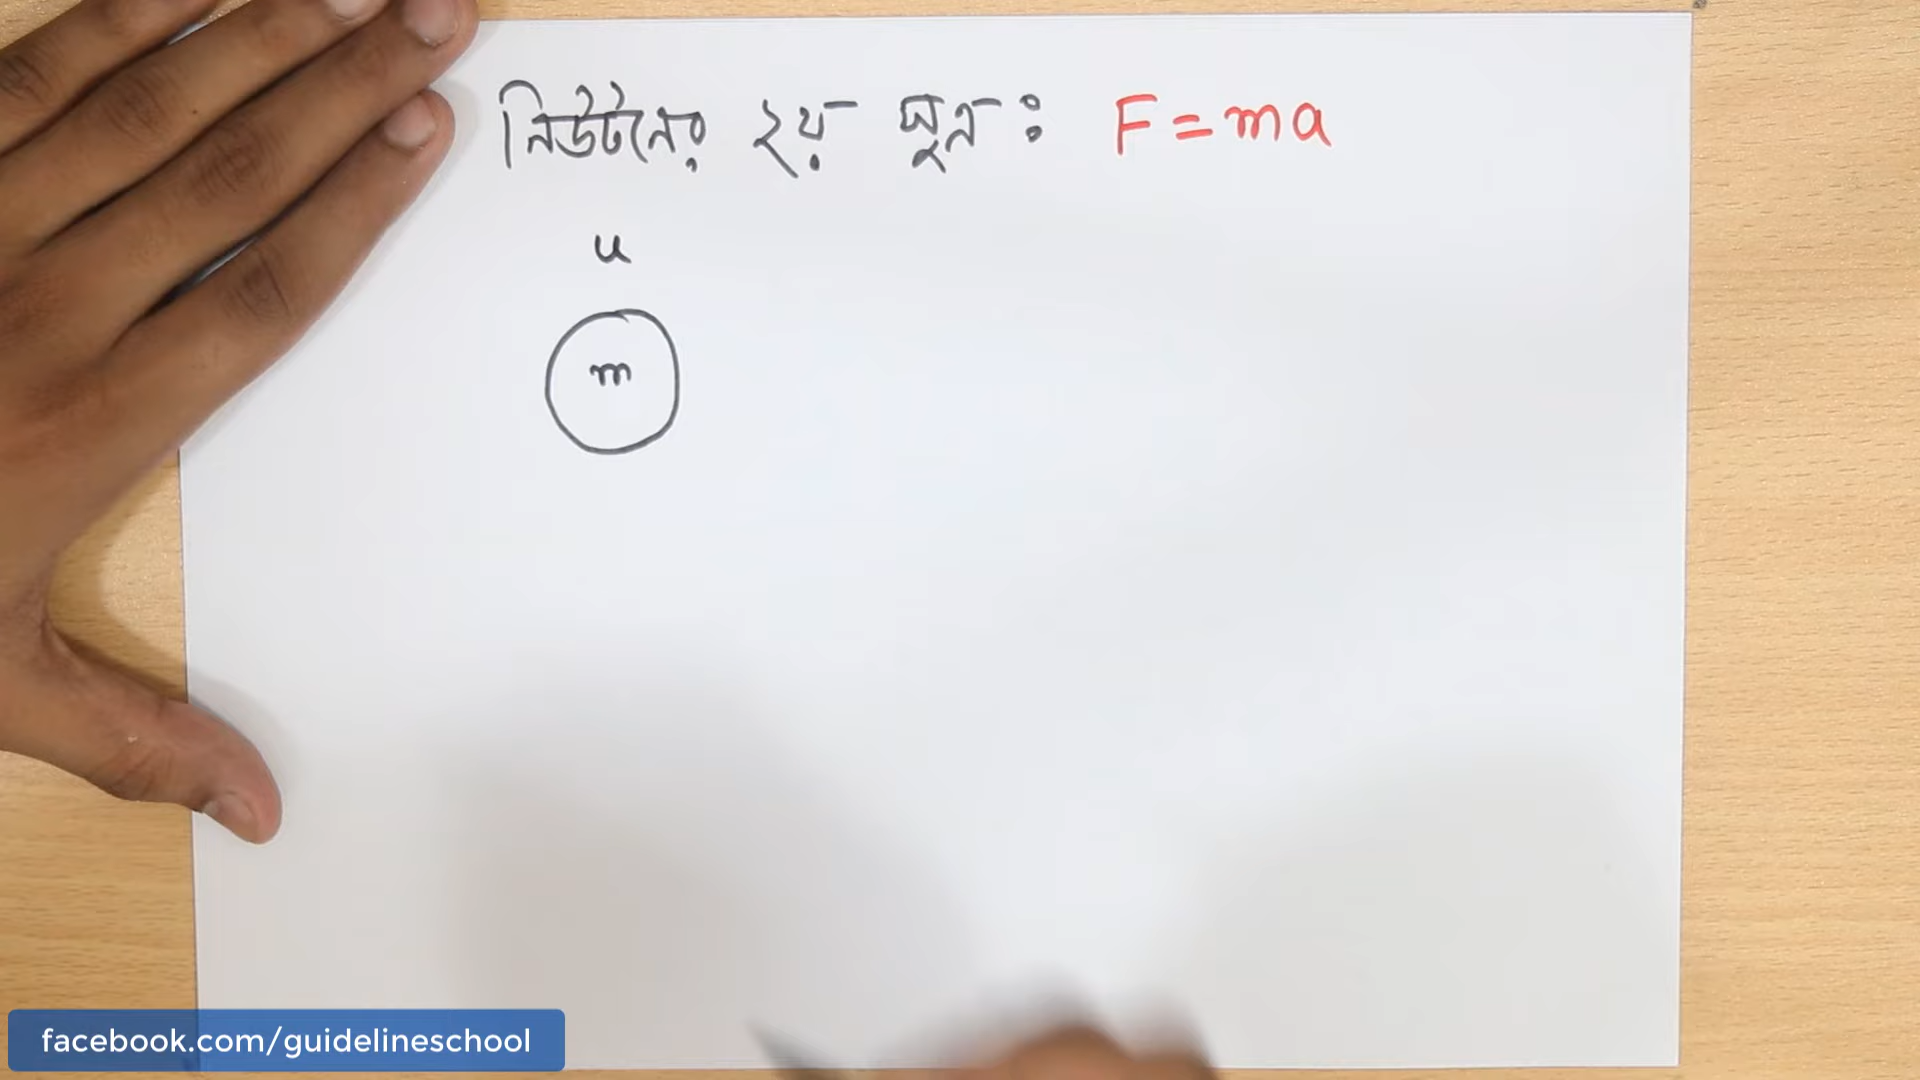 নিউটনের ২য় সূত্র : F = ma
u
m
facebook.com/guidelineschool